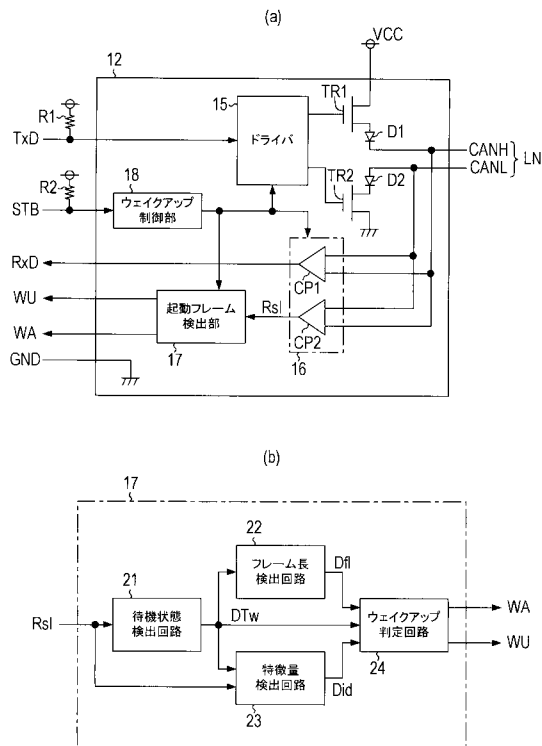 (a)
VCC
12
TR1
R1
15
D1
TxD
ドライバ
CANH
CANL
LN
R2
18
TR2
D2
STB
ウェイクアップ
制御部
RxD
CP1
WU
起動フレーム
検出部
Rsl
WA
CP2
GND
17
16
(b)
17
22
フレーム長
検出回路
Dfl
21
Rsl
待機状態
検出回路
DTw
ウェイクアップ
判定回路
WA
WU
特徴量
検出回路
Did
24
23